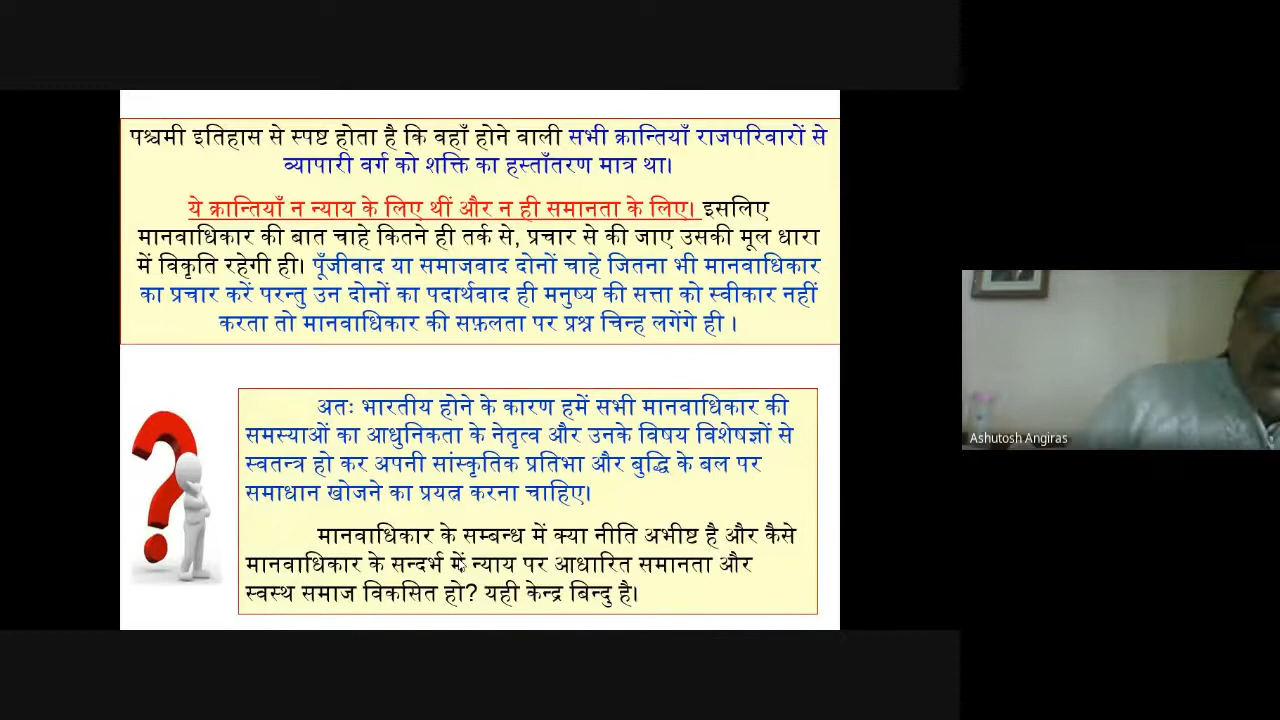 पश्चमी इतिहास से स्पष्ट होता है कि वहाँ होने वाली सभी क्रान्तियाँ राजपरिवारों से
व्यापारी वर्ग को शक्ति का हस्ताँतरण मात्र था।
ये क्रान्तियाँ न न्याय के लिए थीं और न ही समानता के लिए। इसलिए
मानवाधिकार की बात चाहे कितने ही तर्क से, प्रचार से की जाए उसकी मूल धारा
में विकृति रहेगी ही। पूँजीवाद या समाजवाद दोनों चाहे जितना भी मानवाधिकार
का प्रचार करें परन्तु उन दोनों का पदार्थवाद ही मनुष्य की सत्ता को स्वीकार नहीं
करता तो मानवाधिकार की सफ़लता पर प्रश्न चिन्ह लगेंगे ही ।
अतः भारतीय होने के कारण हमें सभी मानवाधिकार की
समस्याओं का आधुनिकता के नेतृत्व और उनके विषय विशेषज्ञों से
स्वतन्त्र हो कर अपनी सांस्कृतिक प्रतिभा और बुद्धि के बल पर
समाधान खोजने का प्रयत्न करना चाहिए।
मानवाधिकार के सम्बन्ध में क्या नीति अभीष्ट है और कैसे
मानवाधिकार के सन्दर्भ में न्याय पर आधारित समानता और
स्वस्थ समाज विकसित हो? यही केन्द्र बिन्दु है।
Ashutosh Angiras